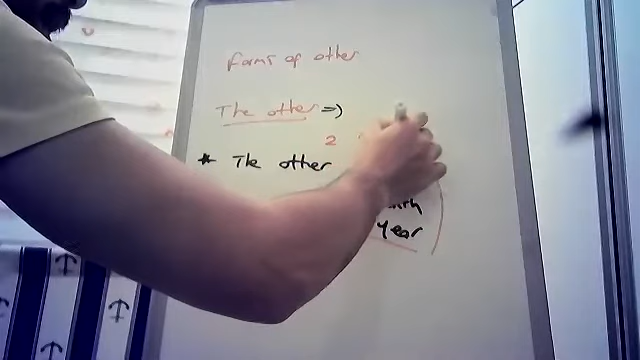 forms of other
The other =>
2
* The other
year